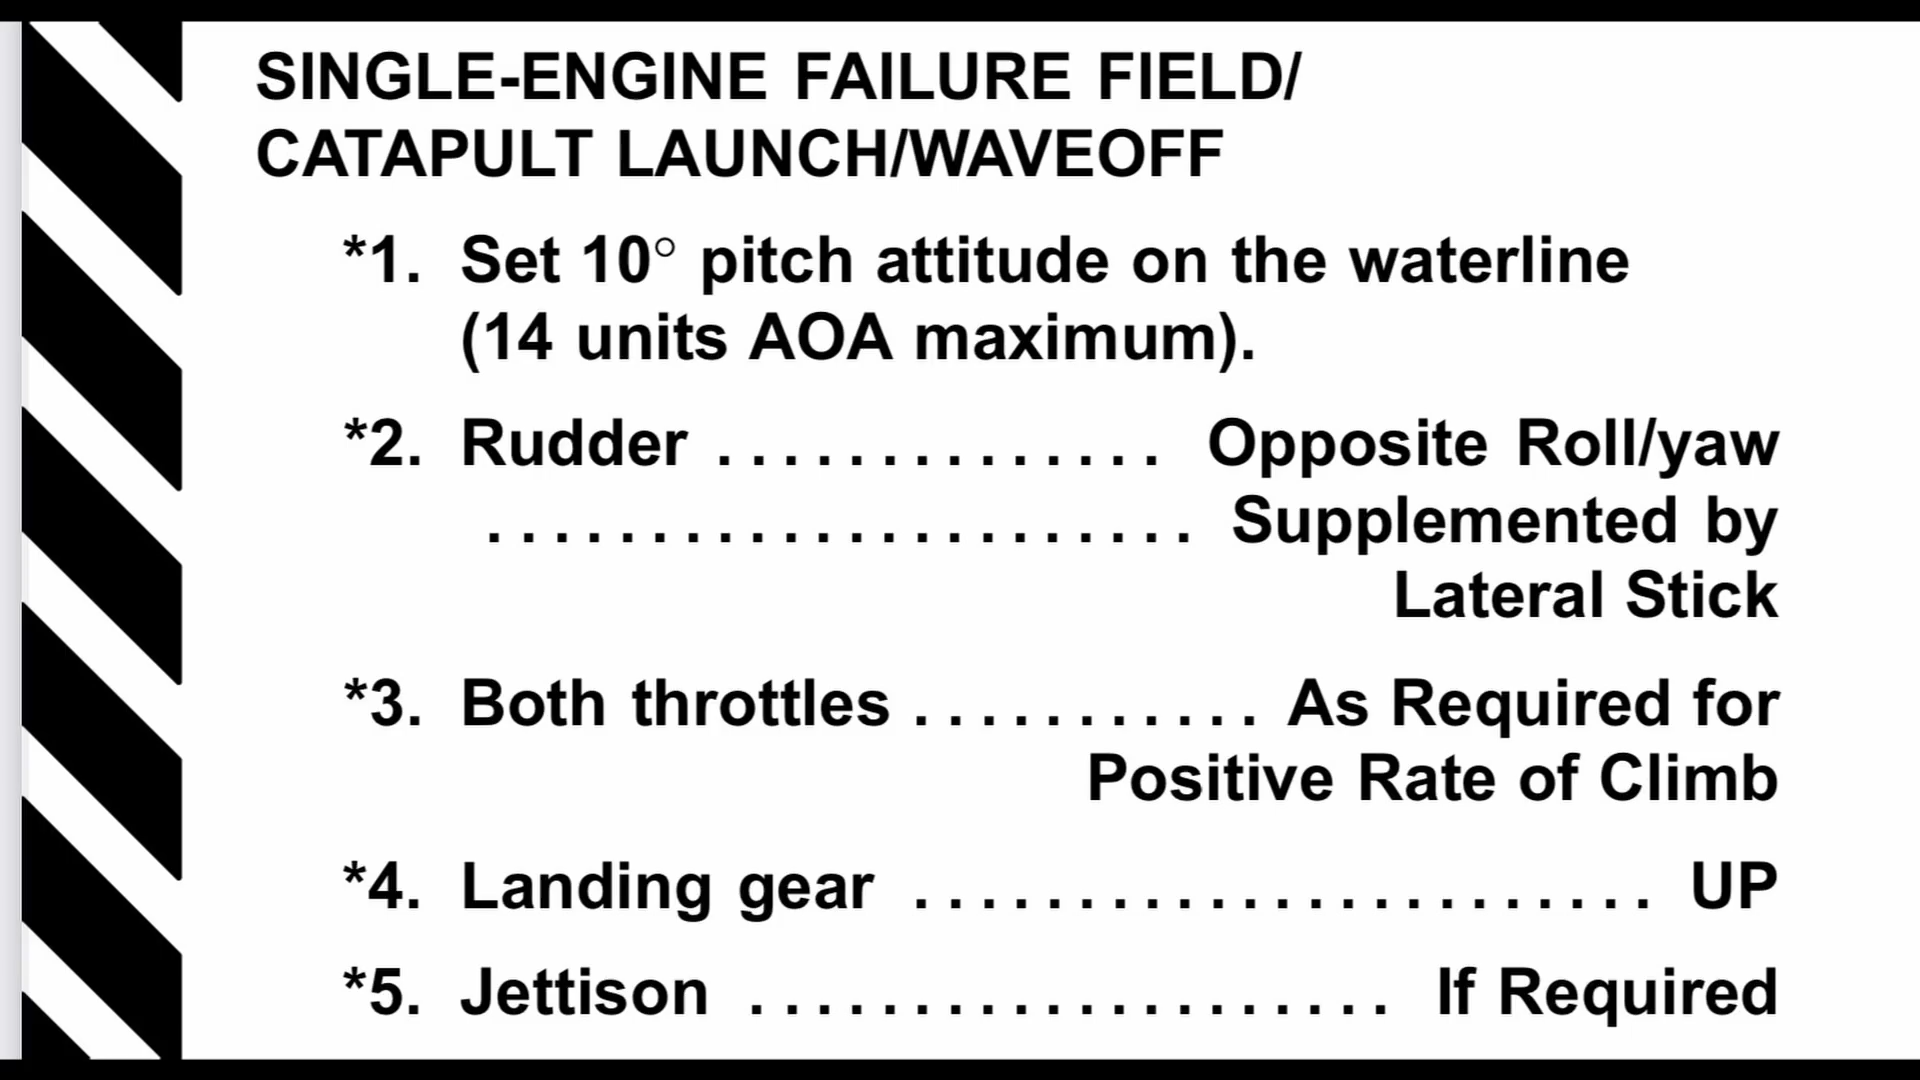 SINGLE-ENGINE FAILURE FIELD/
CATAPULT LAUNCH/WAVEOFF
*1. Set 10° pitch attitude on the waterline
(14 units AOA maximum).
*2. Rudder . . . . . . . . . . . . . . Opposite Roll/yaw
. . . . . . . . . . . . . . . . . . . . . . Supplemented by
Lateral Stick
*3. Both throttles . . . . . . . . . . . As Required for
Positive Rate of Climb
*4. Landing gear . . . . . . . . . . . . . . . . . . . . . . . UP
*5. Jettison . . . . . . . . . . . . . . . . . . . . If Required